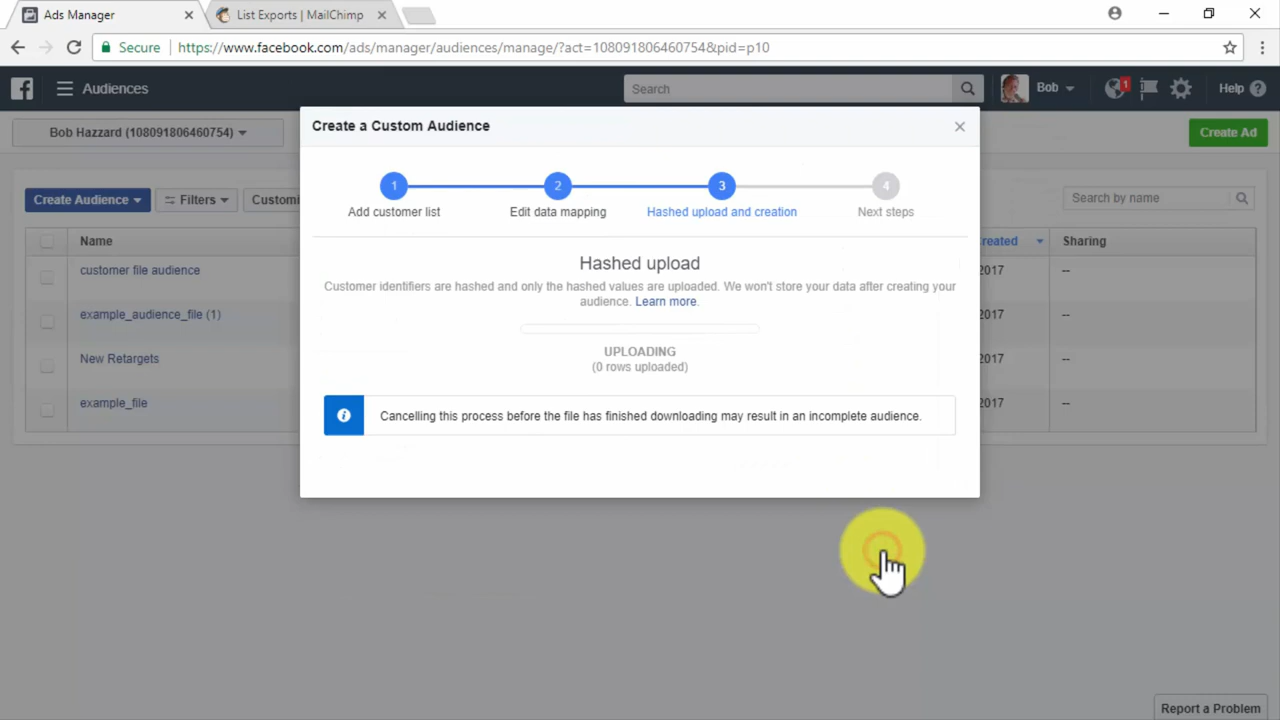 Ads Manager
List Exports | MailChimp
Secure
https://www.facebook.com/ads/manager/audiences/manage/?act=108091806460754&pid=p10
Audiences
Search
Bob
1
Help
Bob Hazzard (108091806460754)
Create Ad
Create a Custom Audience
1
2
3
4
Add customer list
Edit data mapping
Hashed upload and creation
Next steps
Create Audience
Filters
Customi
Search by name
Name
reated
Sharing
customer file audience
2017
--
example_audience_file (1)
2017
--
New Retargets
2017
--
example_file
2017
--
Hashed upload
Customer identifiers are hashed and only the hashed values are uploaded. We won't store your data after creating your
audience. Learn more.
UPLOADING
(0 rows uploaded)
Cancelling this process before the file has finished downloading may result in an incomplete audience.
Report a Problem